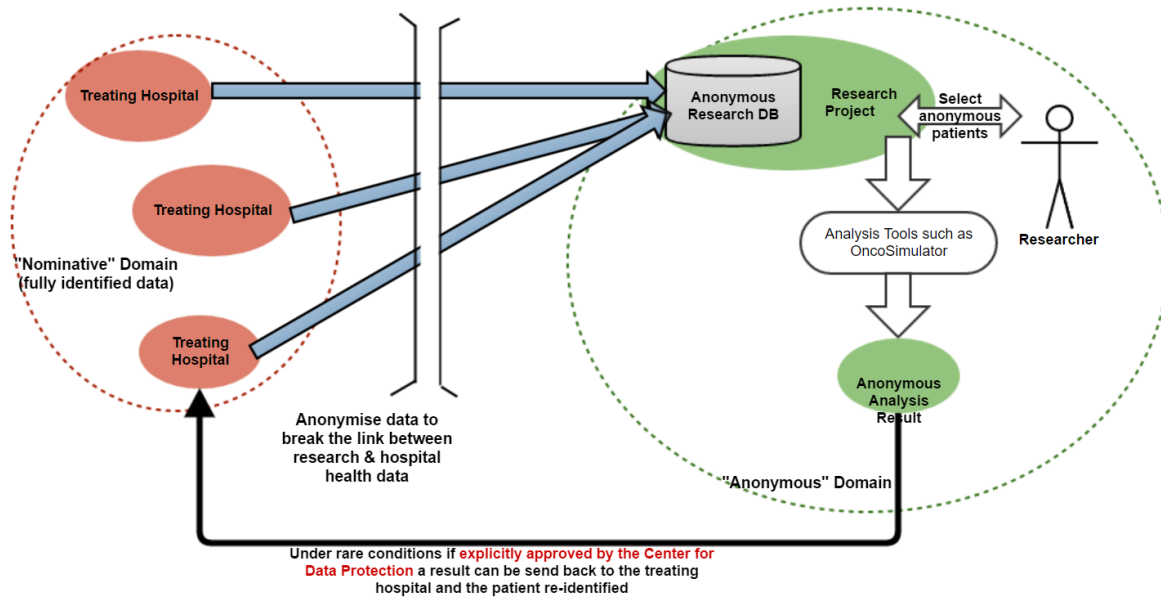 Treating Hospital
Treating Hospital
"Nominative" Domain
(fully identified data)
Treating
Hospital
Anonymise data to
break the link between
research & hospital
health data
Anonymous
Research DB
Research
Project
Select
anonymous
patients
Researcher
Analysis Tools such as
OncoSimulator
Anonymous
Analysis
Result
"Anonymous" Domain
Under rare conditions if explicitly approved by the Center for
Data Protection a result can be send back to the treating
hospital and the patient re-identified